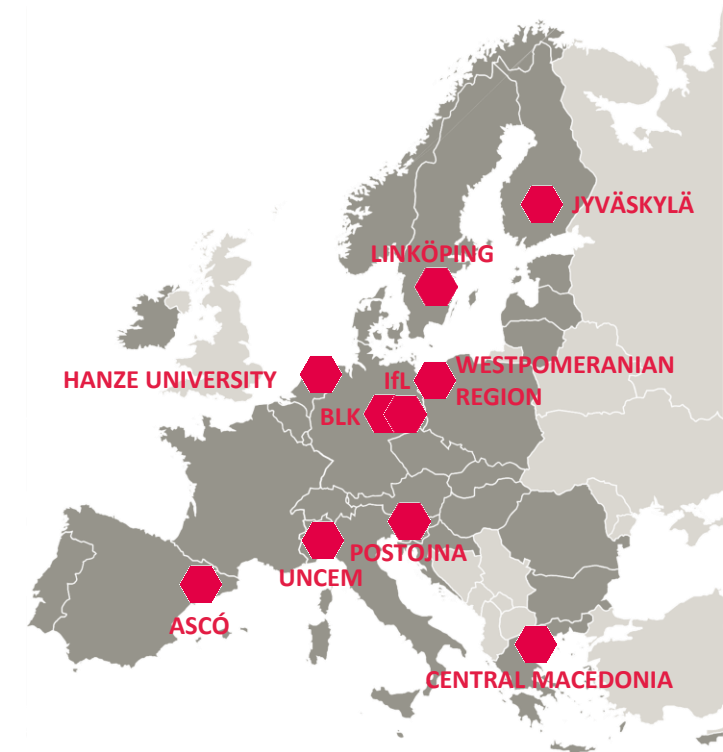 JYVÄSKYLÄ
LINKÖPING
HANZE UNIVERSITY
IfL
WESTPOMERANIAN
REGION
BLK
POSTOJNA
UNCEM
ASCÓ
CENTRAL MACEDONIA